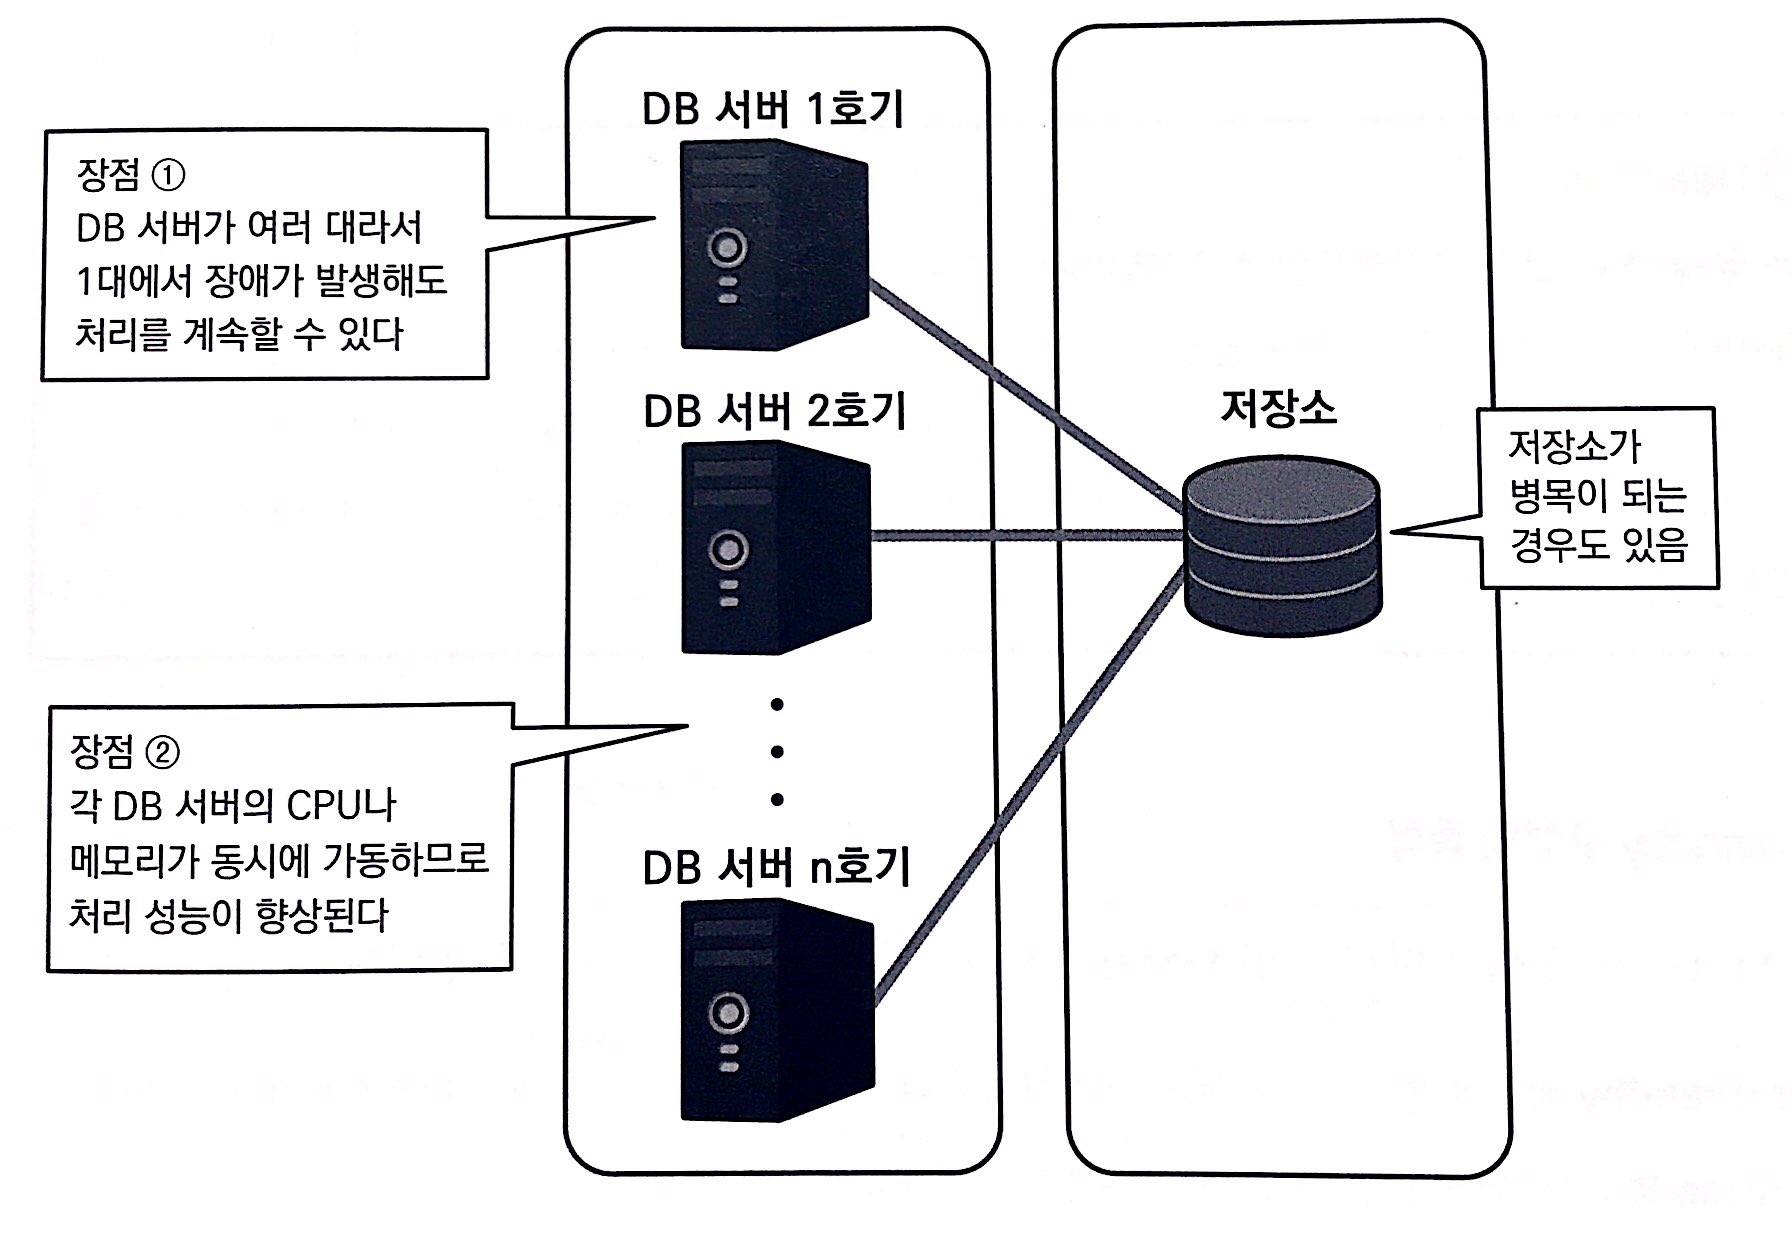 DB 서버 1호기
장점 ①
DB 서버가 여러 대라서
1대에서 장애가 발생해도
처리를 계속할 수 있다
DB 서버 2호기
저장소
저장소가
병목이 되는
경우도 있음
장점 ②
각 DB 서버의 CPU나
메모리가 동시에 가동하므로
처리 성능이 향상된다
DB 서버 n호기